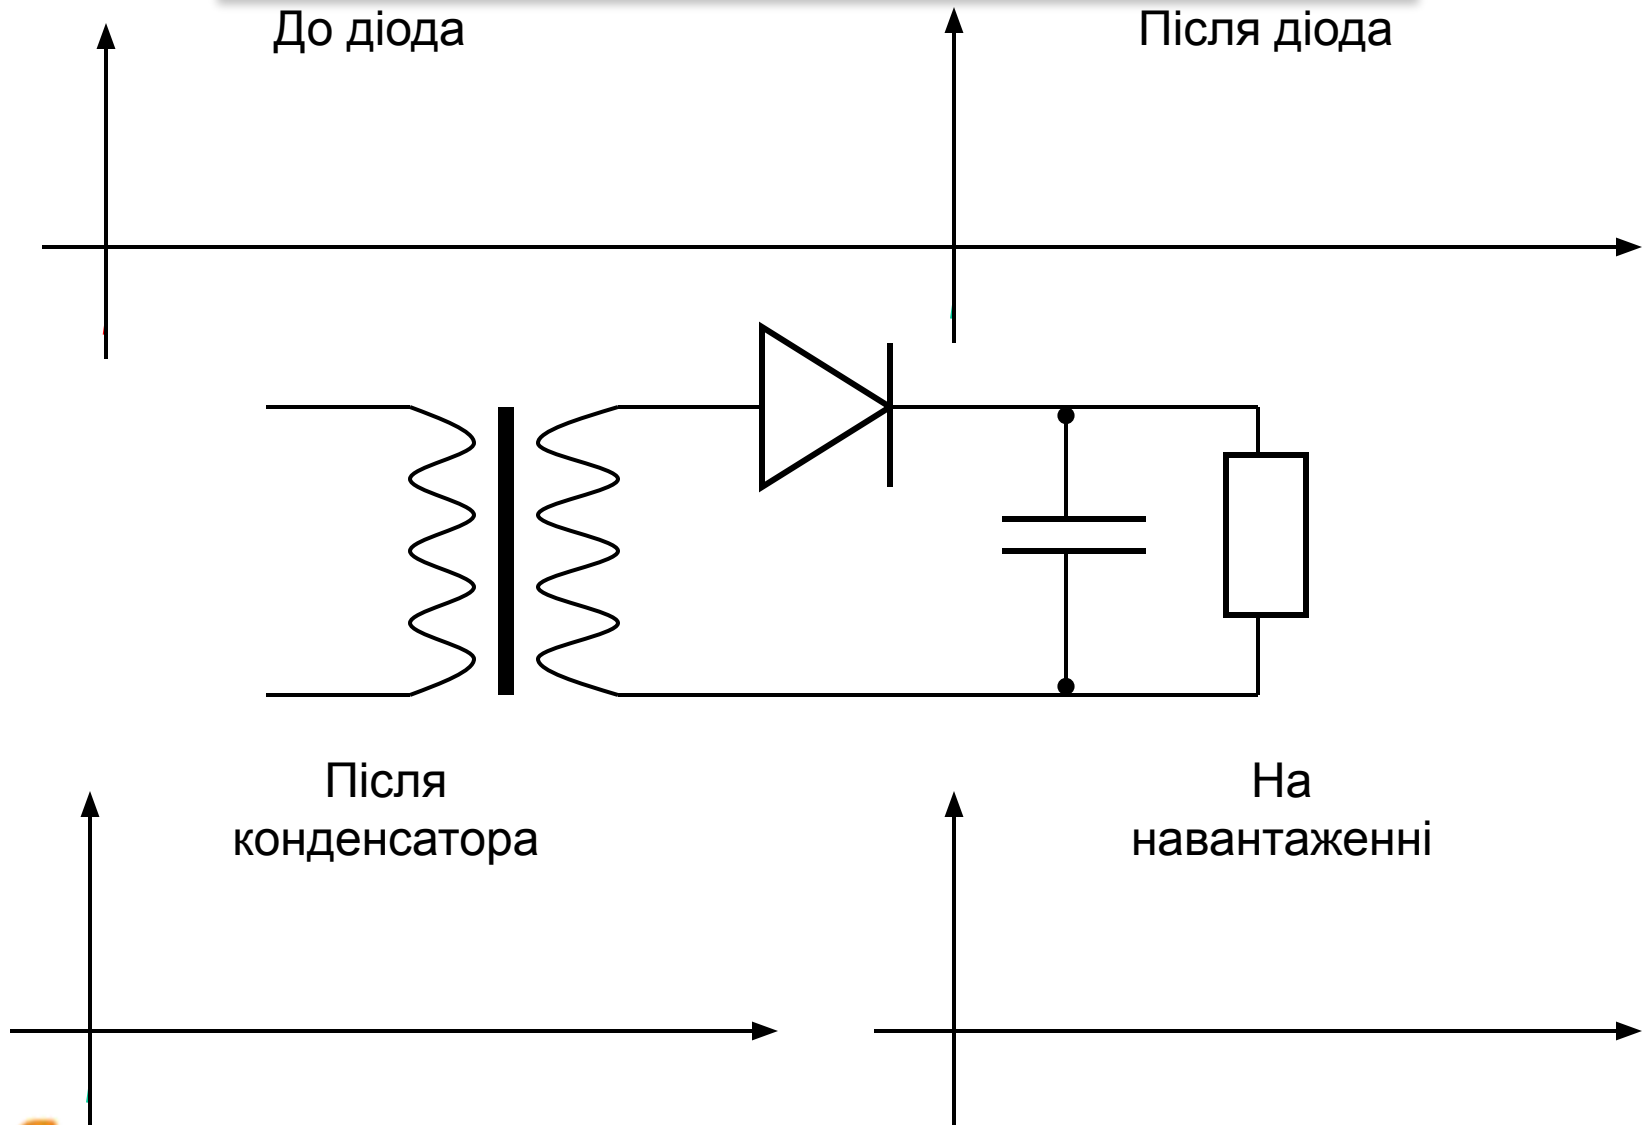 До діода
Після діода
Після
конденсатора
На
навантаженні